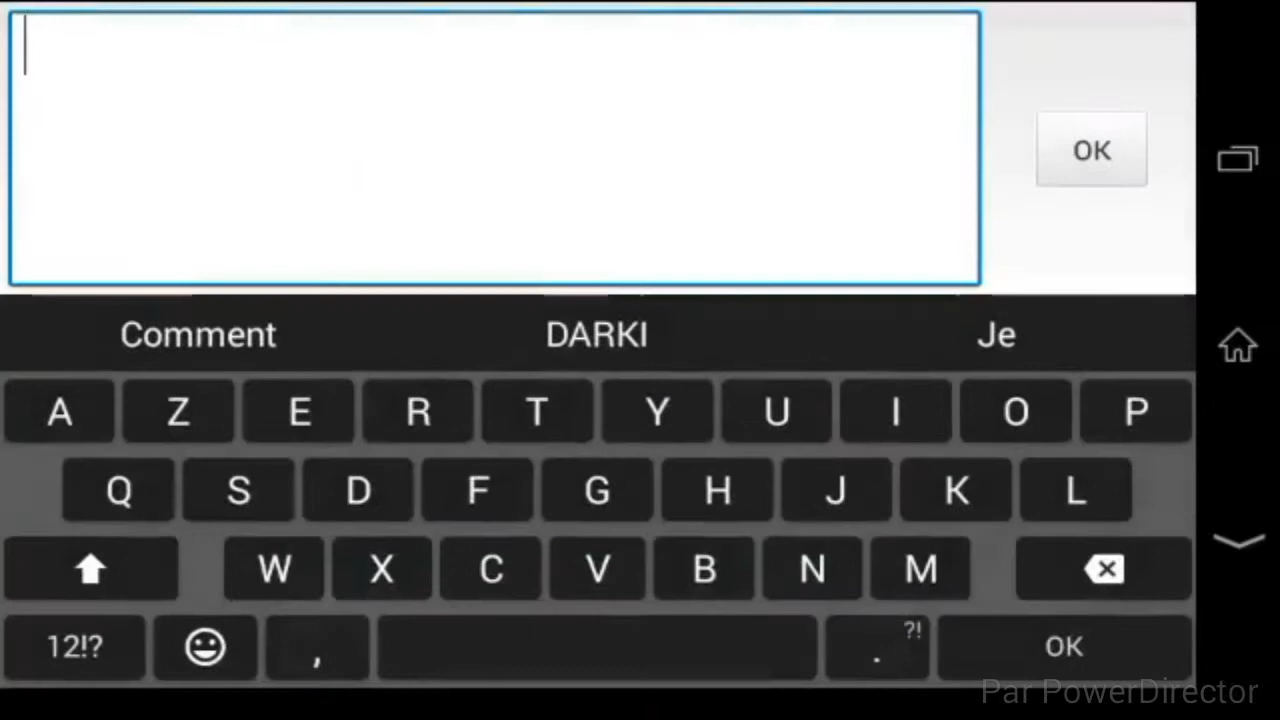 OK
Comment DARKI Je
A Z E R T Y U I O P
Q S D F G H J K L
W X C V B N M
12!? , . ?! OK
Par PowerDirector